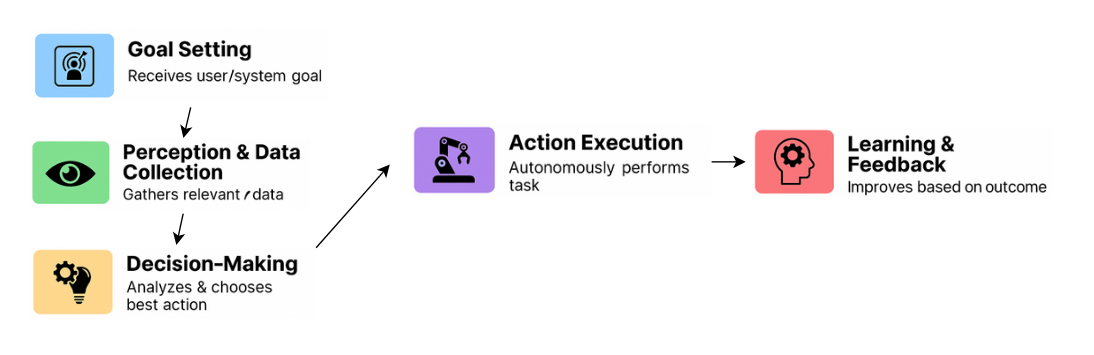 Goal Setting
Receives user/system goal
Perception & Data
Collection
Gathers relevant data
Decision-Making
Analyzes & chooses
best action
Action Execution
Autonomously performs
task
Learning &
Feedback
Improves based on outcome